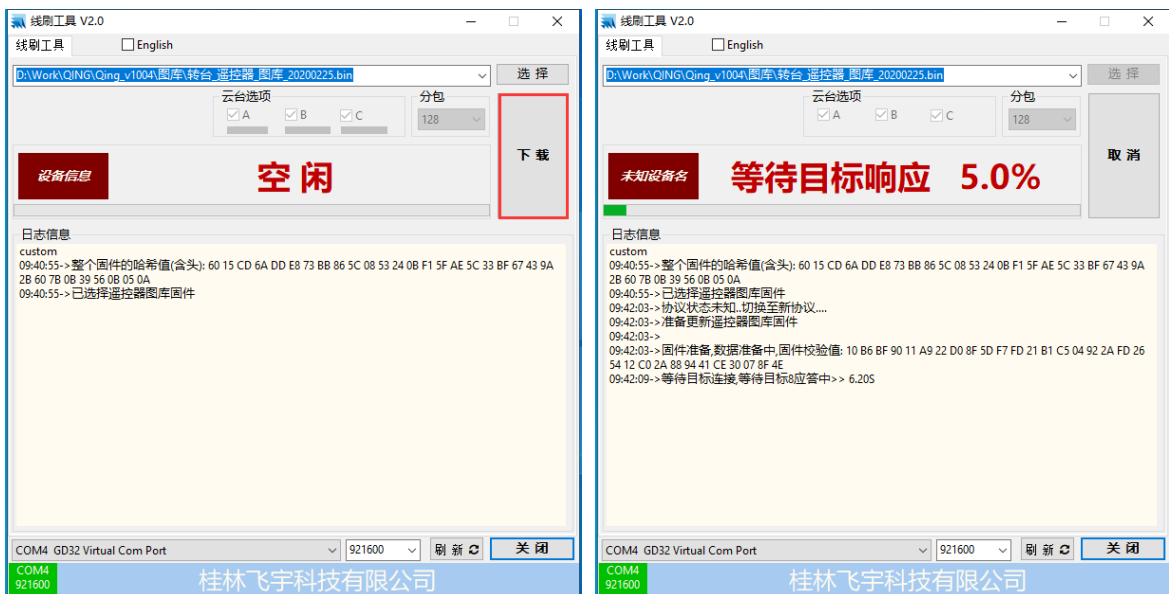 线刷工具 V2.0
线刷工具
English
D:\Work\QING\Qing_v1004\图库\转台_遥控器_图库_20200225.bin
选 择
云台选项
分包
A
B
C
128
下 载
设备信息
空 闲
日志信息
custom
09:40:55->整个固件的哈希值(含头): 60 15 CD 6A DD E8 73 BB 86 5C 08 53 24 0B F1 5F AE 5C 33 BF 67 43 9A
2B 60 7B 0B 39 56 0B 05 0A
09:40:55->已选择遥控器图库固件
COM4 GD32 Virtual Com Port
921600
刷 新
关 闭
COM4
921600
桂林飞宇科技有限公司
线刷工具 V2.0
线刷工具
English
D:\Work\QING\Qing_v1004\图库\转台_遥控器_图库_20200225.bin
选 择
云台选项
分包
A
B
C
128
取 消
未知设备名
等待目标响应 5.0%
日志信息
custom
09:40:55->整个固件的哈希值(含头): 60 15 CD 6A DD E8 73 BB 86 5C 08 53 24 0B F1 5F AE 5C 33 BF 67 43 9A
2B 60 7B 0B 39 56 0B 05 0A
09:40:55->已选择遥控器图库固件
09:42:03->协议状态未知..切换至新协议....
09:42:03->准备更新遥控器图库固件
09:42:03->
09:42:03->固件准备,数据准备中,固件校验值: 10 B6 BF 90 11 A9 22 D0 8F 5D F7 FD 21 B1 C5 04 92 2A FD 26
54 12 C0 2A 88 94 41 CE 30 07 8F 4E
09:42:09->等待目标连接,等待目标8应答中>> 6.20S
COM4 GD32 Virtual Com Port
921600
刷 新
关 闭
COM4
921600
桂林飞宇科技有限公司